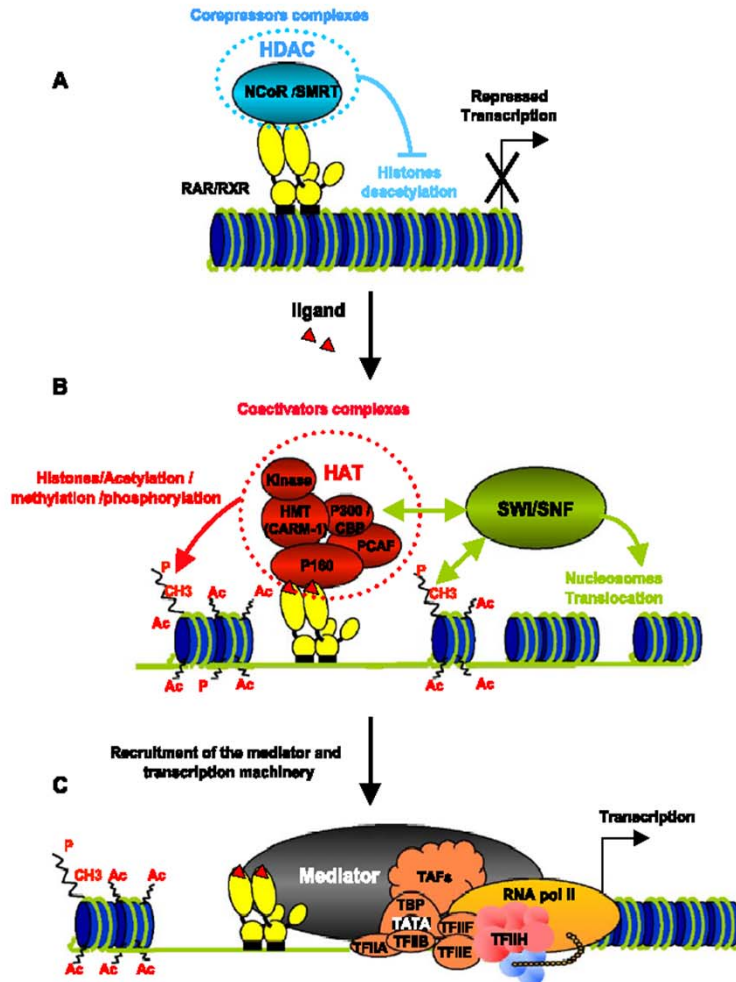 Corepressors complexes
HDAC
A
NCoR /SMRT
Repressed
Transcription
Histones
deacetylation
RAR/RXR
ligand
B
Coactivators complexes
HAT
Histones/Acetylation /
methylation /phosphorylation
Kinase
HMT
(CARM-1)
P300 /
CBP
PCAF
P160
SWI/SNF
Nucleosomes
Translocation
P
CH3
Ac
Ac
Ac
Ac
P
Ac
P
CH3
Ac
Ac
Ac
Recruitment of the mediator and
transcription machinery
C
Transcription
P
CH3
Ac
Ac
Ac
Ac
Mediator
TAFs
TBP
TATA
TFIIA
TFIIB
TFIIF
TFIIE
TFIIH
RNA pol II